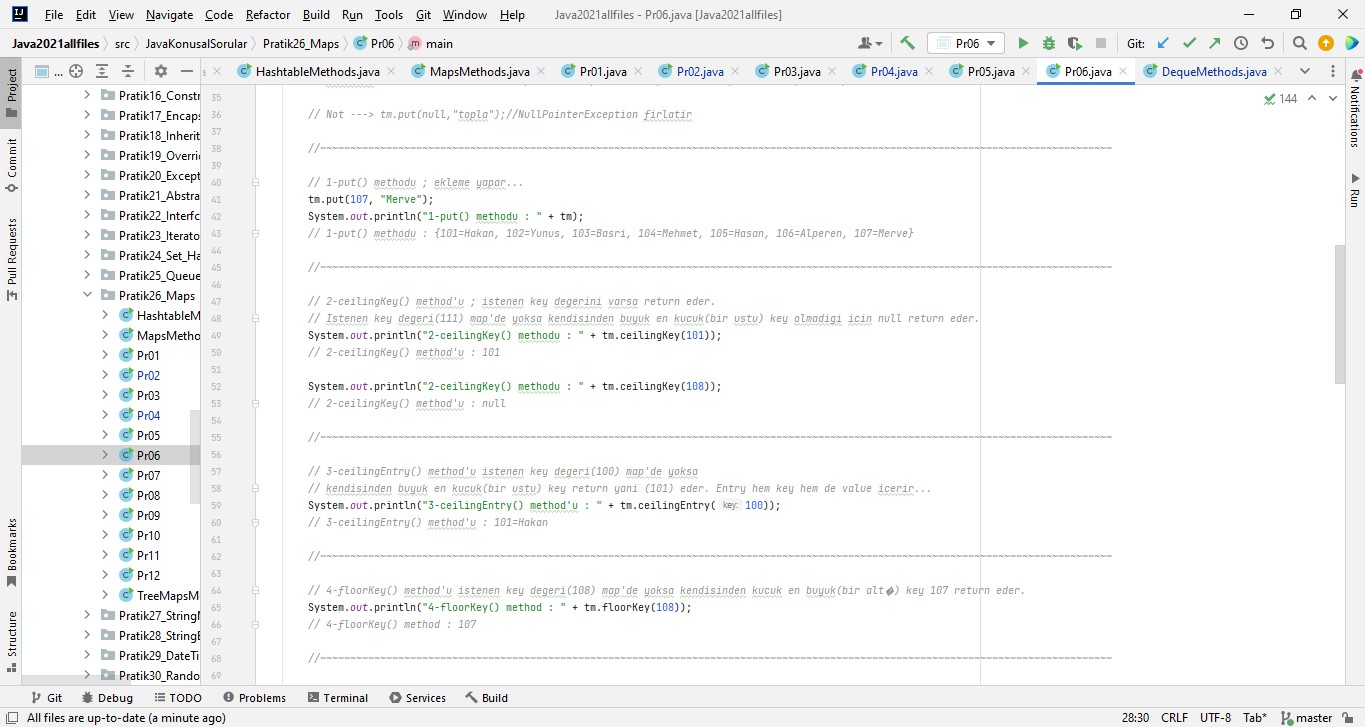 File Edit View Navigate Code Refactor Build Run Tools Git Window Help Java2021allfiles - Pr06.java [Java2021allfiles]
Java2021allfiles src JavaKonusalSorular Pratik26_Maps Pr06 main Pr06 Git:
... HashtableMethods.java MapsMethods.java Pr01.java Pr02.java Pr03.java Pr04.java Pr05.java Pr06.java DequeMethods.java
Project
Commit
Pull Requests
Bookmarks
Structure
Pratik16_Constr
Pratik17_Encaps
Pratik18_Inherit
Pratik19_Overri
Pratik20_Except
Pratik21_Abstra
Pratik22_Interfc
Pratik23_Iterato
Pratik24_Set_Ha
Pratik25_Queue
Pratik26_Maps
HashtableM
MapsMetho
Pr01
Pr02
Pr03
Pr04
Pr05
Pr06
Pr07
Pr08
Pr09
Pr10
Pr11
Pr12
TreeMapsM
Pratik27_String
Pratik28_StringB
Pratik29_DateTi
Pratik30_Rando
144
Notifications
Run
35
36 // Not ---> tm.put(null,"topla");//NullPointerException firlatir
37
38 //~~~~~~~~~~~~~~~~~~~~~~~~~~~~~~~~~~~~~~~~~~~~~~~~~~~~~~~~~~~~~~~~~~~~~~~~~~~~~~~~~~~~~~~~~~~~~~~~~~~~~~~~~~~~~~~~~~~~~~~~
39
40 // 1-put() methodu ; ekleme yapar...
41 tm.put(107, "Merve");
42 System.out.println("1-put() methodu : " + tm);
43 // 1-put() methodu : {101=Hakan, 102=Yunus, 103=Basri, 104=Mehmet, 105=Hasan, 106=Alperen, 107=Merve}
44
45 //~~~~~~~~~~~~~~~~~~~~~~~~~~~~~~~~~~~~~~~~~~~~~~~~~~~~~~~~~~~~~~~~~~~~~~~~~~~~~~~~~~~~~~~~~~~~~~~~~~~~~~~~~~~~~~~~~~~~~~~~
46
47 // 2-ceilingKey() method'u ; istenen key degerini varsa return eder.
48 // Istenen key degeri(111) map'de yoksa kendisinden buyuk en kucuk(bir ustu) key olmadigi icin null return eder.
49 System.out.println("2-ceilingKey() methodu : " + tm.ceilingKey(101));
50 // 2-ceilingKey() method'u : 101
51
52 System.out.println("2-ceilingKey() methodu : " + tm.ceilingKey(108));
53 // 2-ceilingKey() method'u : null
54
55 //~~~~~~~~~~~~~~~~~~~~~~~~~~~~~~~~~~~~~~~~~~~~~~~~~~~~~~~~~~~~~~~~~~~~~~~~~~~~~~~~~~~~~~~~~~~~~~~~~~~~~~~~~~~~~~~~~~~~~~~~
56
57 // 3-ceilingEntry() method'u istenen key degeri(100) map'de yoksa
58 // kendisinden buyuk en kucuk(bir ustu) key return yani (101) eder. Entry hem key hem de value icerir...
59 System.out.println("3-ceilingEntry() method'u : " + tm.ceilingEntry( key: 100));
60 // 3-ceilingEntry() method'u : 101=Hakan
61
62 //~~~~~~~~~~~~~~~~~~~~~~~~~~~~~~~~~~~~~~~~~~~~~~~~~~~~~~~~~~~~~~~~~~~~~~~~~~~~~~~~~~~~~~~~~~~~~~~~~~~~~~~~~~~~~~~~~~~~~~~~
63
64 // 4-floorKey() method'u istenen key degeri(108) map'de yoksa kendisinden kucuk en buyuk(bir alt�) key 107 return eder.
65 System.out.println("4-floorKey() method : " + tm.floorKey(108));
66 // 4-floorKey() method : 107
67
68 //~~~~~~~~~~~~~~~~~~~~~~~~~~~~~~~~~~~~~~~~~~~~~~~~~~~~~~~~~~~~~~~~~~~~~~~~~~~~~~~~~~~~~~~~~~~~~~~~~~~~~~~~~~~~~~~~~~~~~~~~
69
Git Debug TODO Problems Terminal Services Build
All files are up-to-date (a minute ago) 28:30 CRLF UTF-8 Tab* master